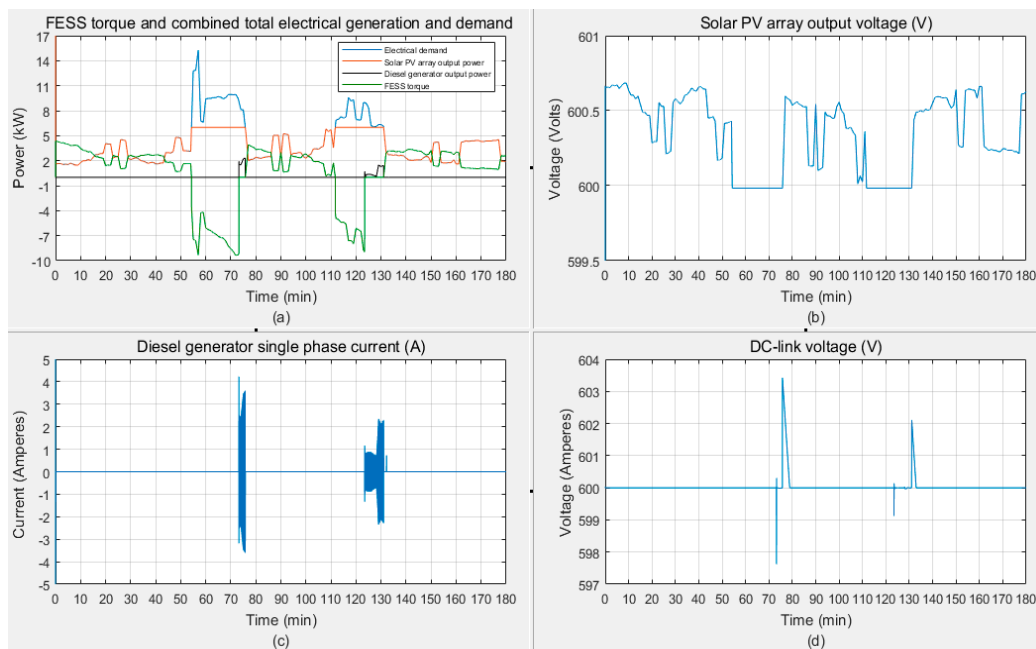 FESS torque and combined total electrical generation and demand
17
14
11
8
5
2
-1
-4
-7
-10
Power (kW)
Electrical demand
Solar PV array output power
Diesel generator output power
FESS torque
0 10 20 30 40 50 60 70 80 90 100 110 120 130 140 150 160 170 180
Time (min)
(a)
Solar PV array output voltage (V)
601
600.5
600
599.5
Voltage (Volts)
0 10 20 30 40 50 60 70 80 90 100 110 120 130 140 150 160 170 180
Time (min)
(b)
Diesel generator single phase current (A)
5
4
3
2
1
0
-1
-2
-3
-4
-5
Current (Amperes)
0 10 20 30 40 50 60 70 80 90 100 110 120 130 140 150 160 170 180
Time (min)
(c)
DC-link voltage (V)
604
603
602
601
600
599
598
597
Voltage (Amperes)
0 10 20 30 40 50 60 70 80 90 100 110 120 130 140 150 160 170 180
Time (min)
(d)